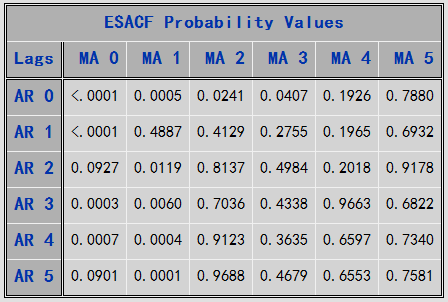 ESACF Probability Values
Lags MA 0 MA 1 MA 2 MA 3 MA 4 MA 5
AR 0 <.0001 0.0005 0.0241 0.0407 0.1926 0.7880
AR 1 <.0001 0.4887 0.4129 0.2755 0.1965 0.6932
AR 2 0.0927 0.0119 0.8137 0.4984 0.2018 0.9178
AR 3 0.0003 0.0060 0.7036 0.4338 0.9663 0.6822
AR 4 0.0007 0.0004 0.9123 0.3635 0.6597 0.7340
AR 5 0.0901 0.0001 0.9688 0.4679 0.6553 0.7581